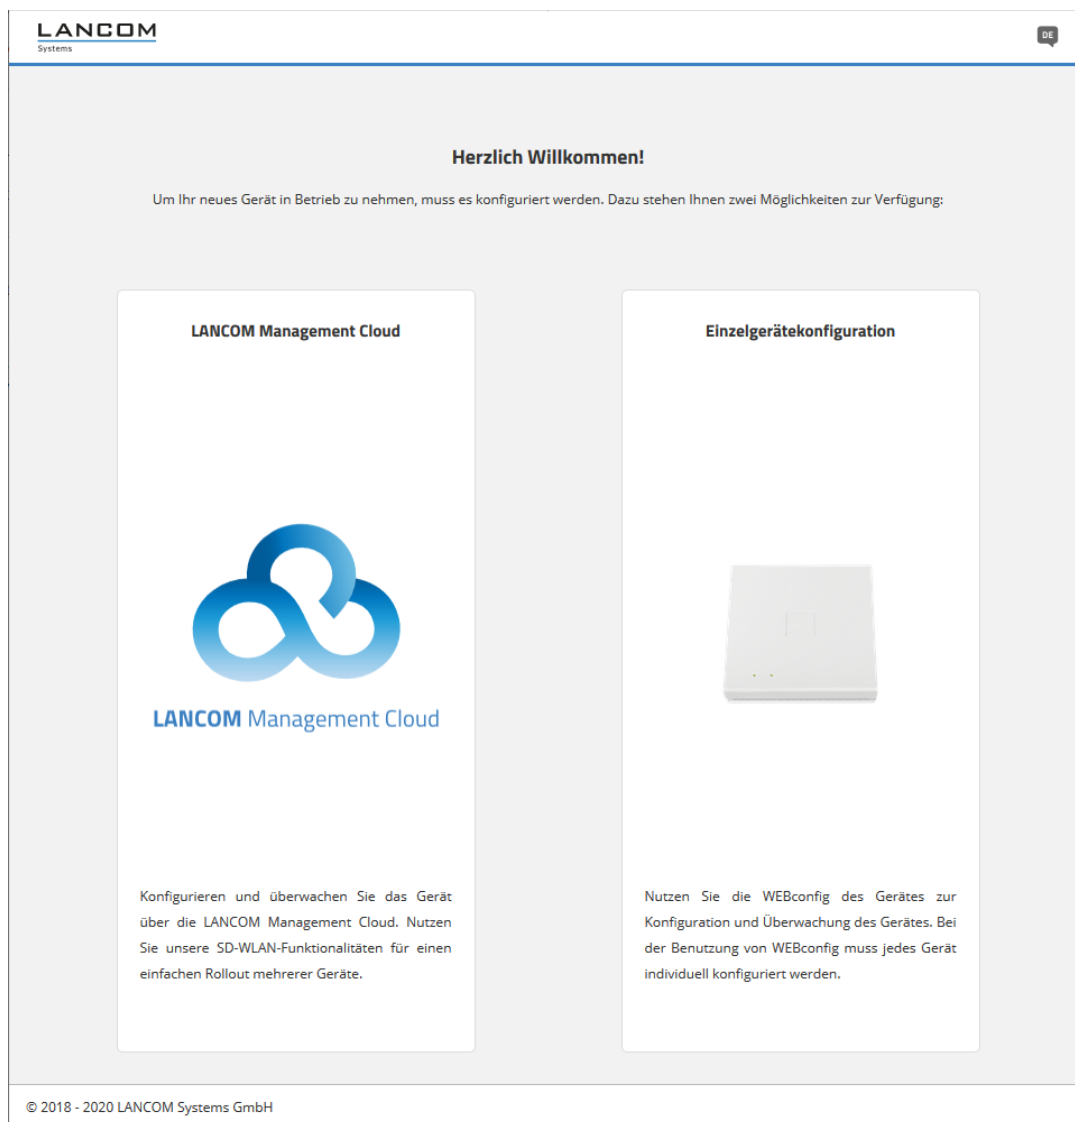 LANCOM
Systems
DE
Herzlich Willkommen!
Um Ihr neues Gerät in Betrieb zu nehmen, muss es konfiguriert werden. Dazu stehen Ihnen zwei Möglichkeiten zur Verfügung:
LANCOM Management Cloud
LANCOM Management Cloud
Konfigurieren und überwachen Sie das Gerät
über die LANCOM Management Cloud. Nutzen
Sie unsere SD-WLAN-Funktionalitäten für einen
einfachen Rollout mehrerer Geräte.
Einzelgerätekonfiguration
Nutzen Sie die WEBconfig des Gerätes zur
Konfiguration und Überwachung des Gerätes. Bei
der Benutzung von WEBconfig muss jedes Gerät
individuell konfiguriert werden.
© 2018 - 2020 LANCOM Systems GmbH